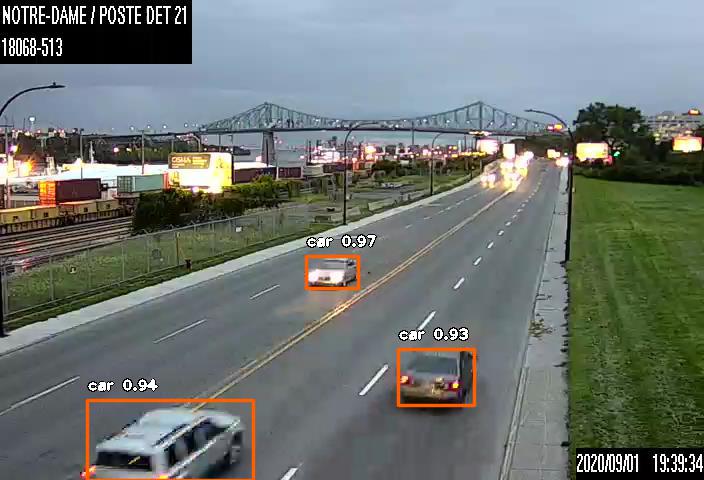 NOTRE-DAME / POSTE DET 21
18068-513
car 0.97
car 0.93
car 0.94
2020/09/01 19:39:34